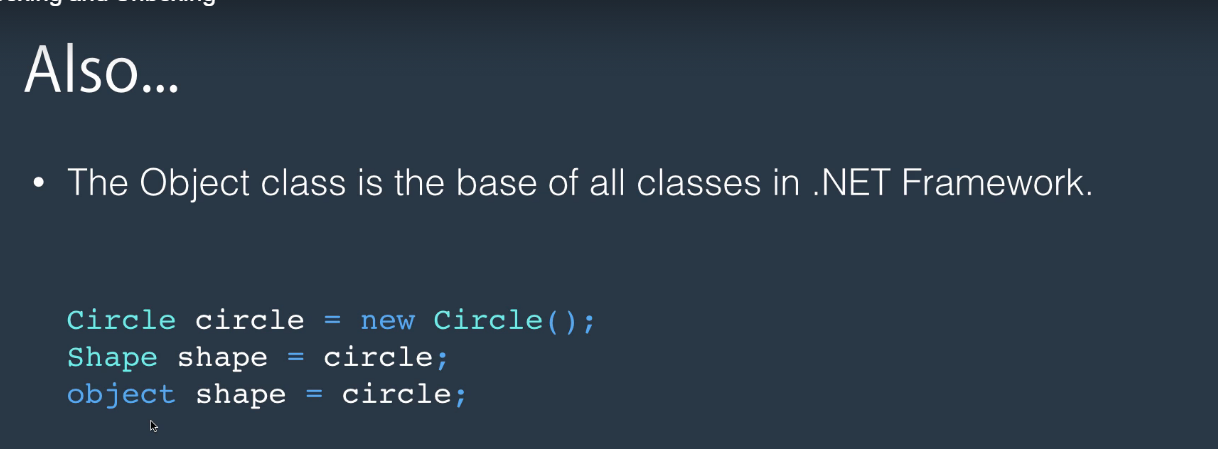 Also...
• The Object class is the base of all classes in .NET Framework.
Circle circle = new Circle();
Shape shape = circle;
object shape = circle;